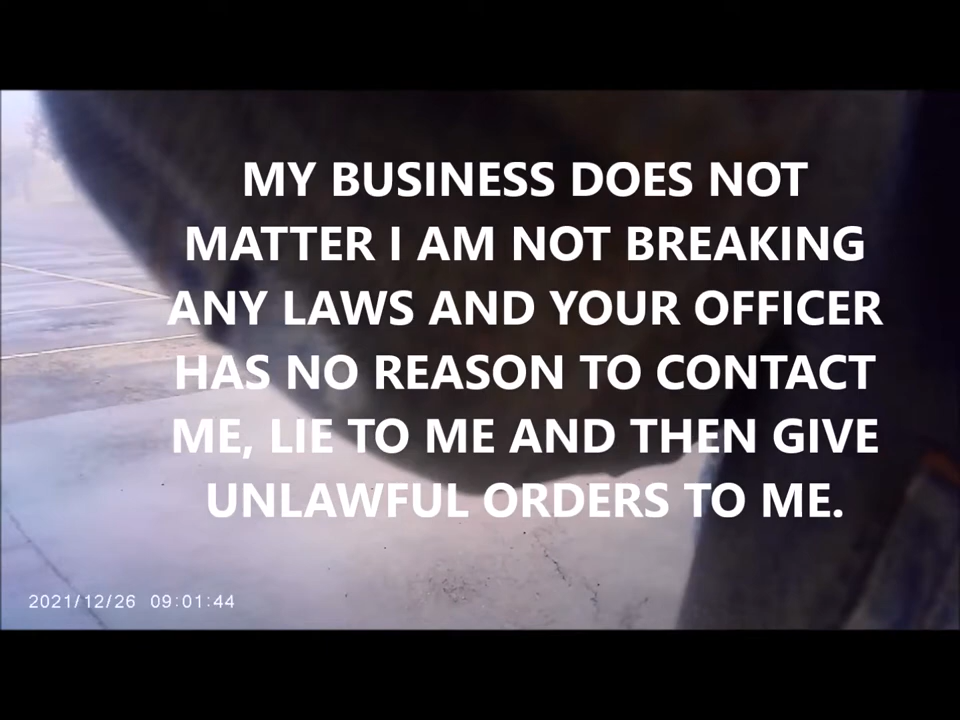 MY BUSINESS DOES NOT
MATTER I AM NOT BREAKING
ANY LAWS AND YOUR OFFICER
HAS NO REASON TO CONTACT
ME, LIE TO ME AND THEN GIVE
UNLAWFUL ORDERS TO ME.
2021/12/26 09:01:44